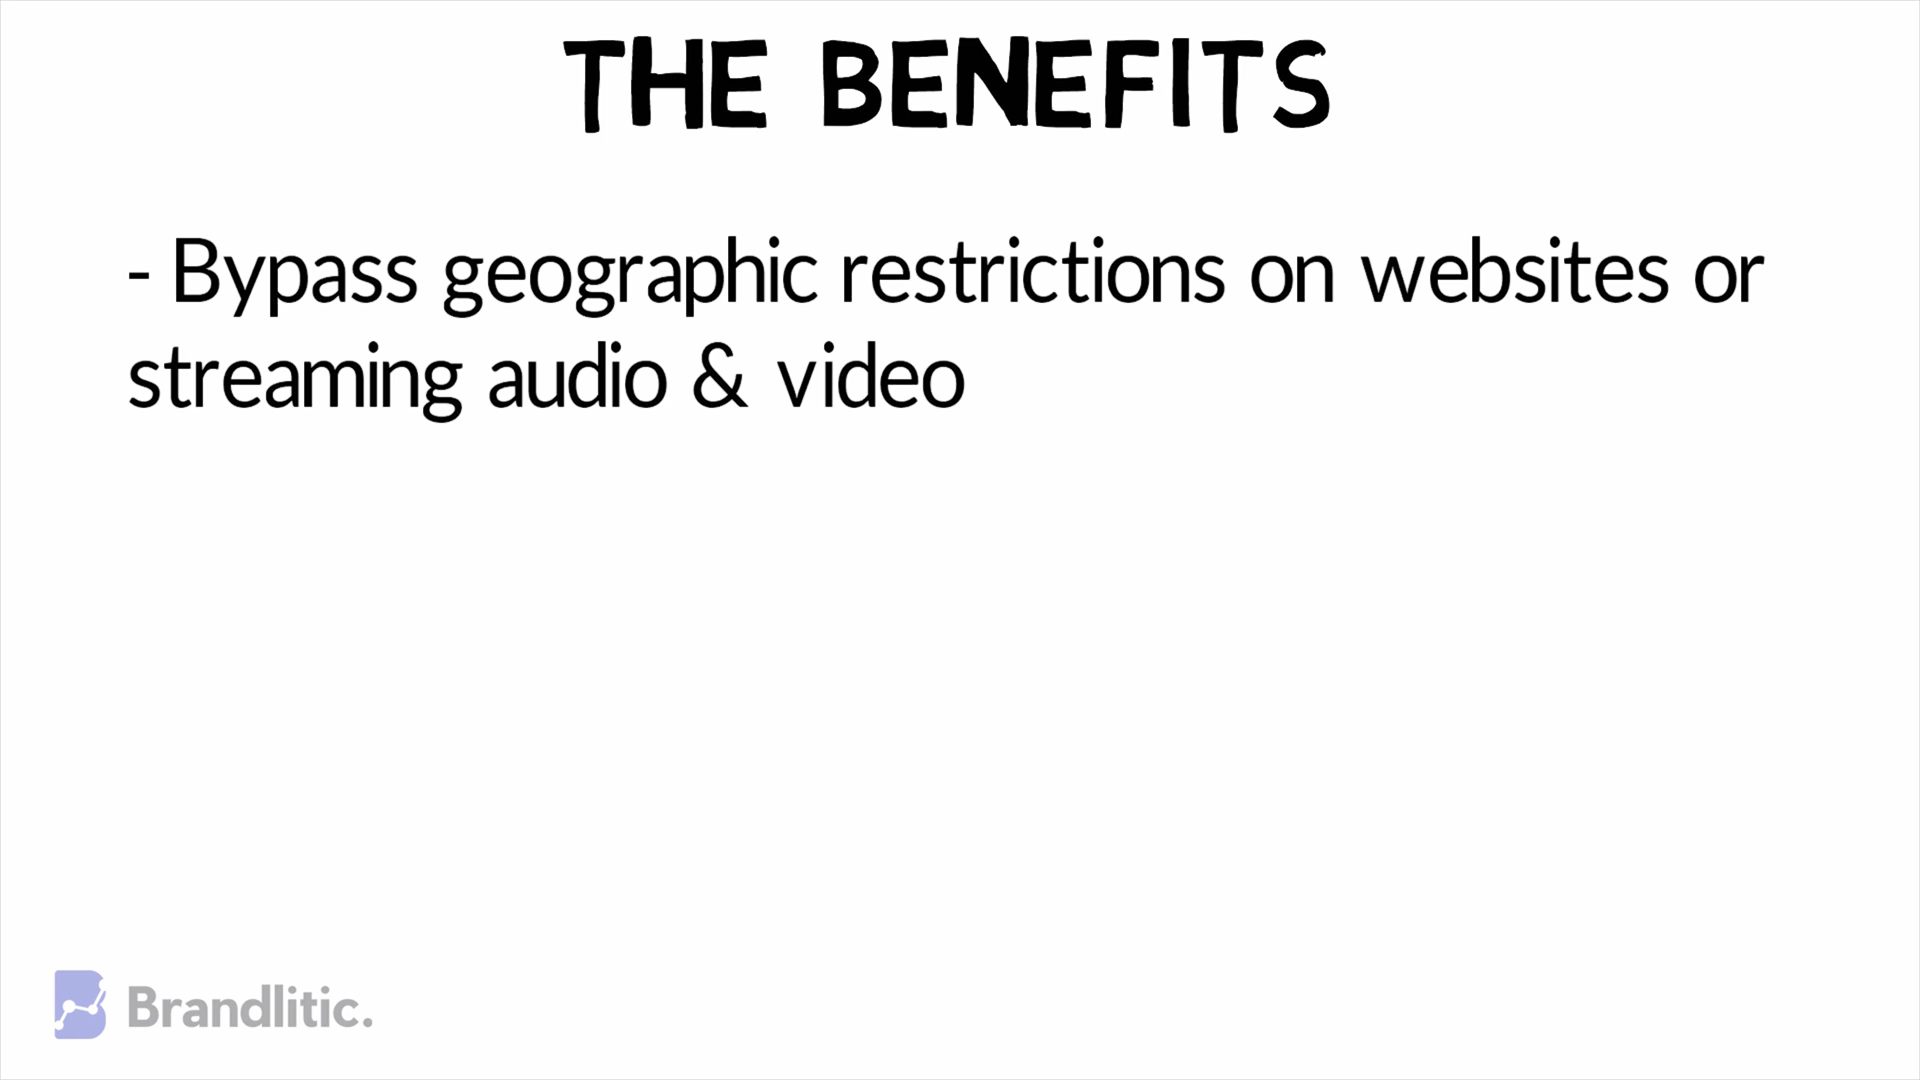 THE BENEFITS
- Bypass geographic restrictions on websites or
streaming audio & video
Brandlitic.